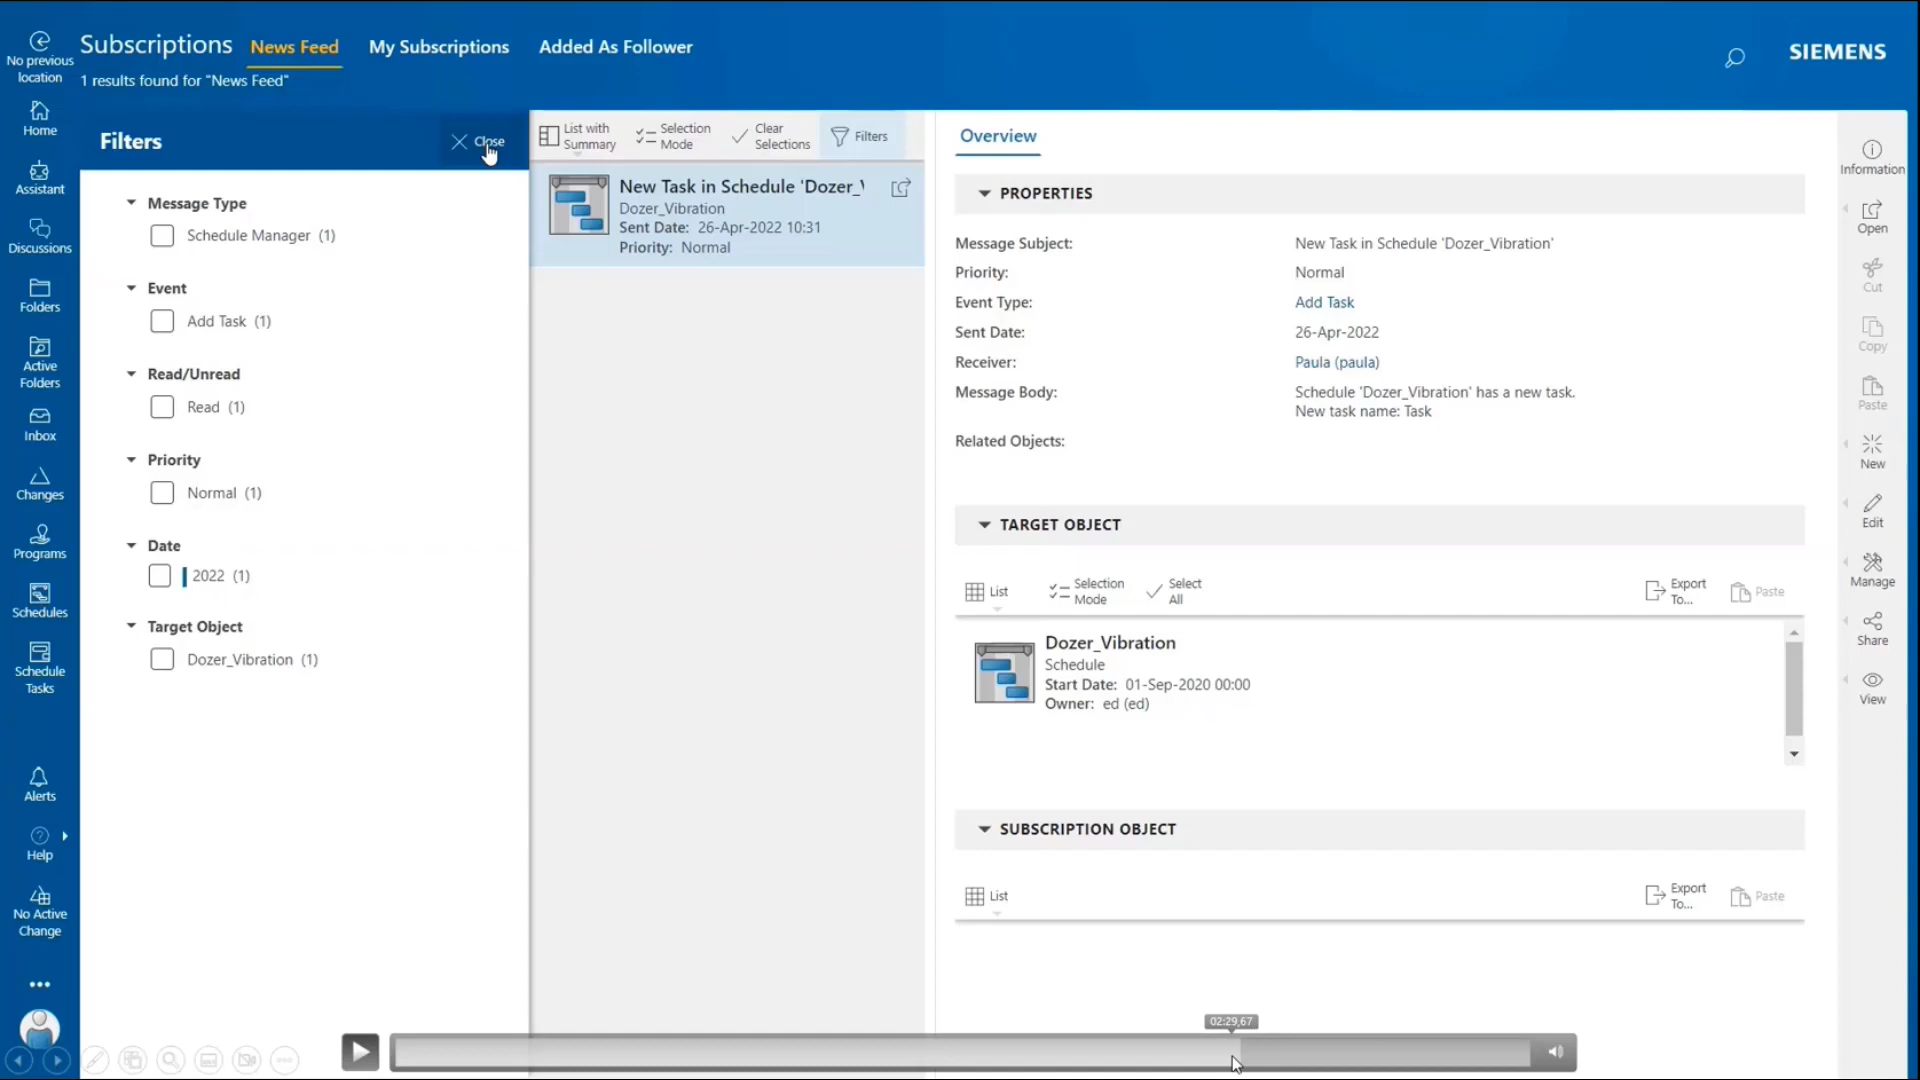 Subscriptions
News Feed
My Subscriptions
Added As Follower
SIEMENS
1 results found for "News Feed"
No previous
location
Home
Assistant
Discussions
Folders
Active
Folders
Inbox
Changes
Programs
Schedules
Schedule
Tasks
Alerts
Help
No Active
Change
Filters
Close
Message Type
Schedule Manager (1)
Event
Add Task (1)
Read/Unread
Read (1)
Priority
Normal (1)
Date
2022 (1)
Target Object
Dozer_Vibration (1)
List with
Summary
Selection
Mode
Clear
Selections
Filters
New Task in Schedule 'Dozer_
Dozer_Vibration
Sent Date: 26-Apr-2022 10:31
Priority: Normal
Overview
PROPERTIES
Message Subject: New Task in Schedule 'Dozer_Vibration'
Priority: Normal
Event Type: Add Task
Sent Date: 26-Apr-2022
Receiver: Paula (paula)
Message Body: Schedule 'Dozer_Vibration' has a new task.
New task name: Task
Related Objects:
TARGET OBJECT
List
Selection
Mode
Select
All
Export
To...
Paste
Dozer_Vibration
Schedule
Start Date: 01-Sep-2020 00:00
Owner: ed (ed)
SUBSCRIPTION OBJECT
List
Export
To...
Paste
Information
Open
Cut
Copy
Paste
New
Edit
Manage
Share
View
02:29,67